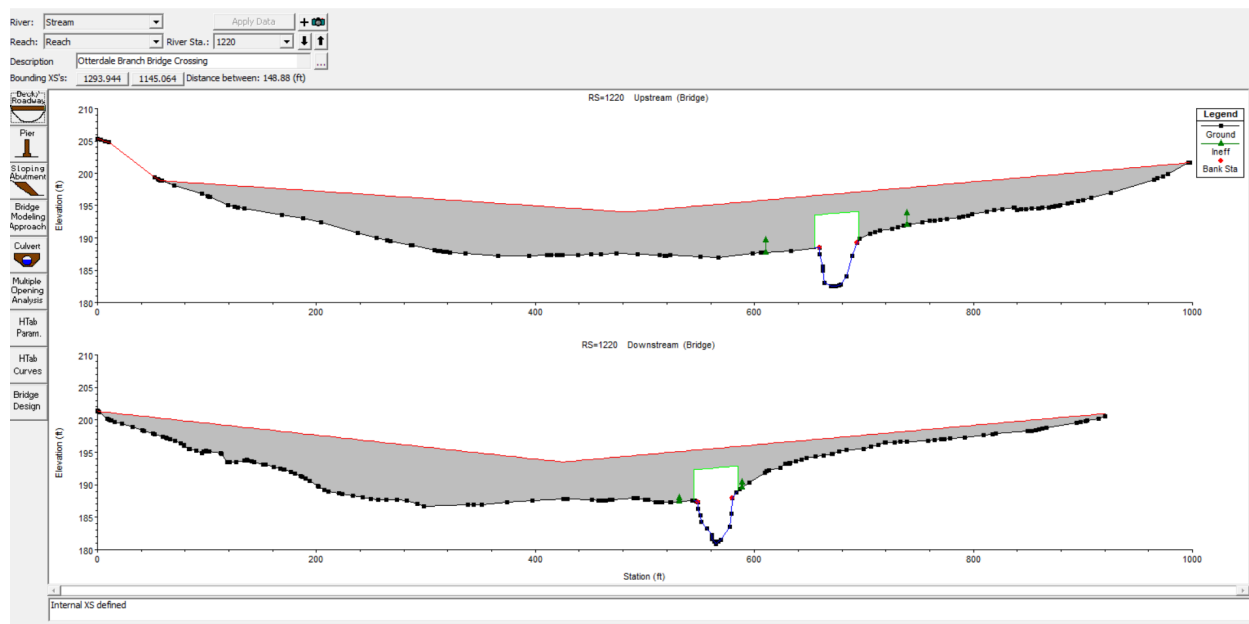 River: Stream Apply Data +
Reach: Reach River Sta.: 1220
Description Otterdale Branch Bridge Crossing ...
Bounding XS's: 1293.944 1145.064 Distance between: 148.88 (ft)
Deck/
Roadway
Pier
Sloping
Abutment
Bridge
Modeling
Approach
Culvert
Multiple
Opening
Analysis
HTab
Param.
HTab
Curves
Bridge
Design
RS=1220 Upstream (Bridge)
Elevation (ft)
210
205
200
195
190
185
180
0 200 400 600 800 1000
Legend
Ground
Ineff
Bank Sta
RS=1220 Downstream (Bridge)
Elevation (ft)
210
205
200
195
190
185
180
0 200 400 600 800 1000
Station (ft)
Internal XS defined